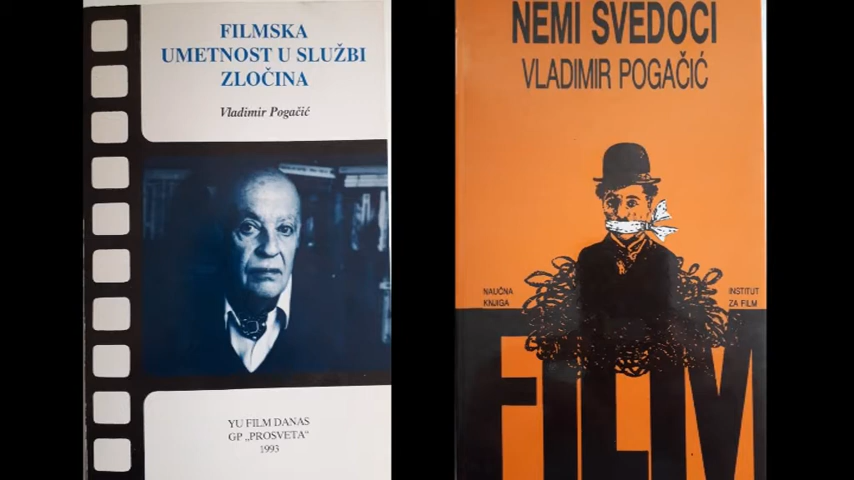 FILMSKA
UMETNOST U SLUŽBI
ZLOČINA
Vladimir Pogačić
YU FILM DANAS
GP „PROSVETA“
1993
NEMI SVEDOCI
VLADIMIR POGAČIĆ
NAUČNA
KNJIGA
INSTITUT
ZA FILM
FILM